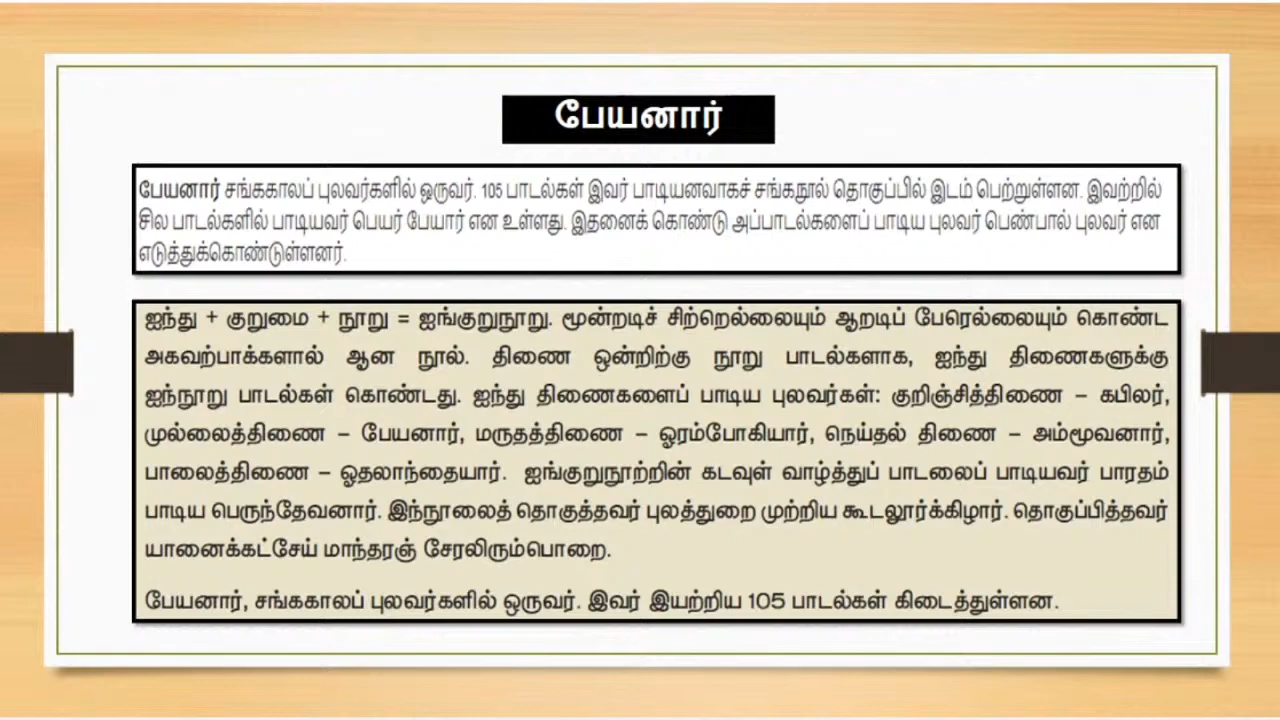 பேயனார்
பேயனார் சங்ககாலப் புலவர்களில் ஒருவர். 105 பாடல்கள் இவர் பாடியனவாகச் சங்கநூல் தொகுப்பில் இடம் பெற்றுள்ளன. இவற்றில்
சில பாடல்களில் பாடியவர் பெயர் பேயார் என உள்ளது. இதனைக் கொண்டு அப்பாடல்களைப் பாடிய புலவர் பெண்பால் புலவர் என
எடுத்துக்கொண்டுள்ளனர்.
ஐந்து + குறுமை + நூறு = ஐங்குறுநூறு. மூன்றடிச் சிற்றெல்லையும் ஆறடிப் பேரெல்லையும் கொண்ட
அகவற்பாக்களால் ஆன நூல். திணை ஒன்றிற்கு நூறு பாடல்களாக, ஐந்து திணைகளுக்கு
ஐந்நூறு பாடல்கள் கொண்டது. ஐந்து திணைகளைப் பாடிய புலவர்கள்: குறிஞ்சித்திணை – கபிலர்,
முல்லைத்திணை – பேயனார், மருதத்திணை – ஓரம்போகியார், நெய்தல் திணை – அம்மூவனார்,
பாலைத்திணை – ஓதலாந்தையார். ஐங்குறுநூற்றின் கடவுள் வாழ்த்துப் பாடலைப் பாடியவர் பாரதம்
பாடிய பெருந்தேவனார். இந்நூலைத் தொகுத்தவர் புலத்துறை முற்றிய கூடலூர்க்கிழார். தொகுப்பித்தவர்
யானைக்கட்சேய் மாந்தரஞ் சேரலிரும்பொறை.
பேயனார், சங்ககாலப் புலவர்களில் ஒருவர். இவர் இயற்றிய 105 பாடல்கள் கிடைத்துள்ளன.